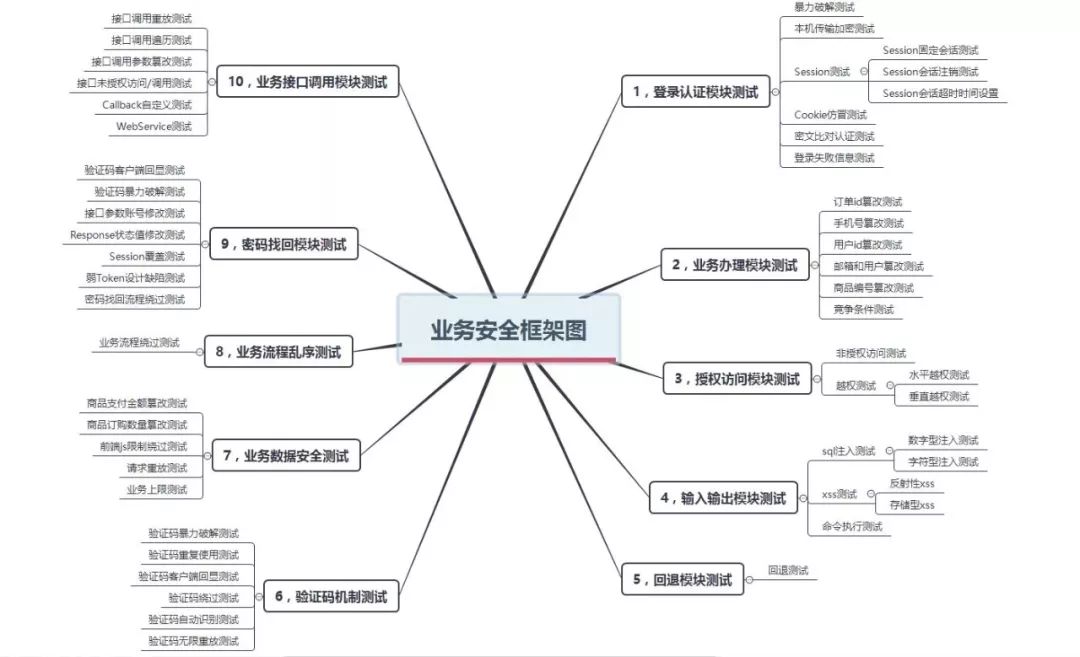 业务安全框架图
1，登录认证模块测试
暴力破解测试
本机传输加密测试
Session测试
Session固定会话测试
Session会话注销测试
Session会话超时时间设置
Cookie仿冒测试
密文比对认证测试
登录失败信息测试
2，业务办理模块测试
订单id篡改测试
手机号篡改测试
用户id篡改测试
邮箱和用户篡改测试
商品编号篡改测试
竞争条件测试
3，授权访问模块测试
非授权访问测试
越权测试
水平越权测试
垂直越权测试
4，输入输出模块测试
sql注入测试
数字型注入测试
字符型注入测试
xss测试
反射性xss
存储型xss
命令执行测试
5，回退模块测试
回退测试
6，验证码机制测试
验证码暴力破解测试
验证码重复使用测试
验证码客户端回显测试
验证码绕过测试
验证码自动识别测试
验证码无限重放测试
7，业务数据安全测试
商品支付金额篡改测试
商品订购数量篡改测试
前端js限制绕过测试
请求重放测试
业务上限测试
8，业务流程乱序测试
业务流程绕过测试
9，密码找回模块测试
验证码客户端回显测试
验证码暴力破解测试
接口参数账号修改测试
Response状态值修改测试
Session覆盖测试
弱Token设计缺陷测试
密码找回流程绕过测试
10，业务接口调用模块测试
接口调用重放测试
接口调用遍历测试
接口调用参数篡改测试
接口未授权访问/调用测试
Callback自定义测试
WebService测试